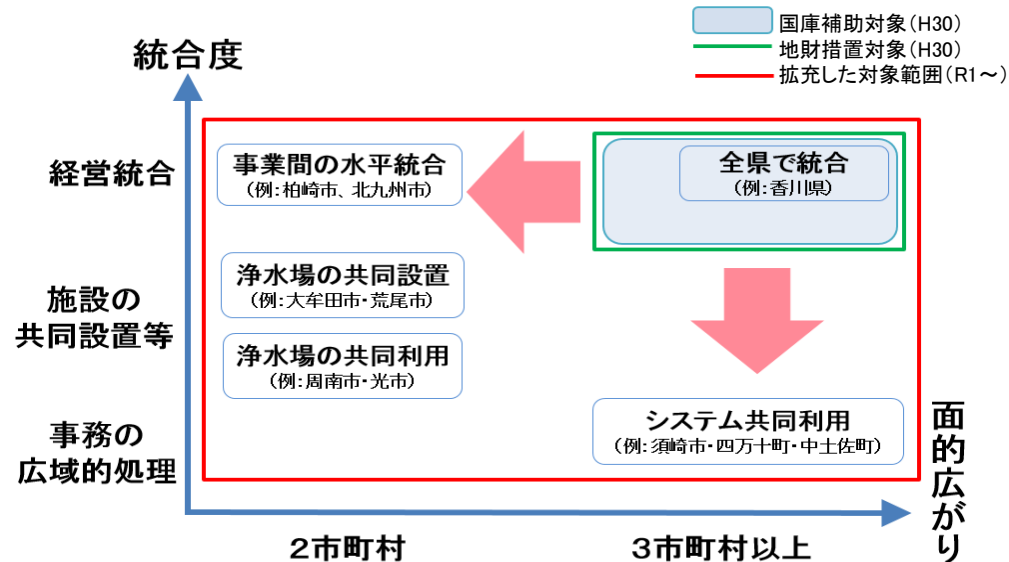 国庫補助対象(H30)
地財措置対象(H30)
拡充した対象範囲(R1~)
統合度
経営統合
事業間の水平統合
(例:柏崎市、北九州市)
全県で統合
(例:香川県)
施設の
共同設置等
浄水場の共同設置
(例:大牟田市・荒尾市)
浄水場の共同利用
(例:周南市・光市)
事務の
広域的処理
システム共同利用
(例:須崎市・四万十町・中土佐町)
面的広がり
2市町村
3市町村以上